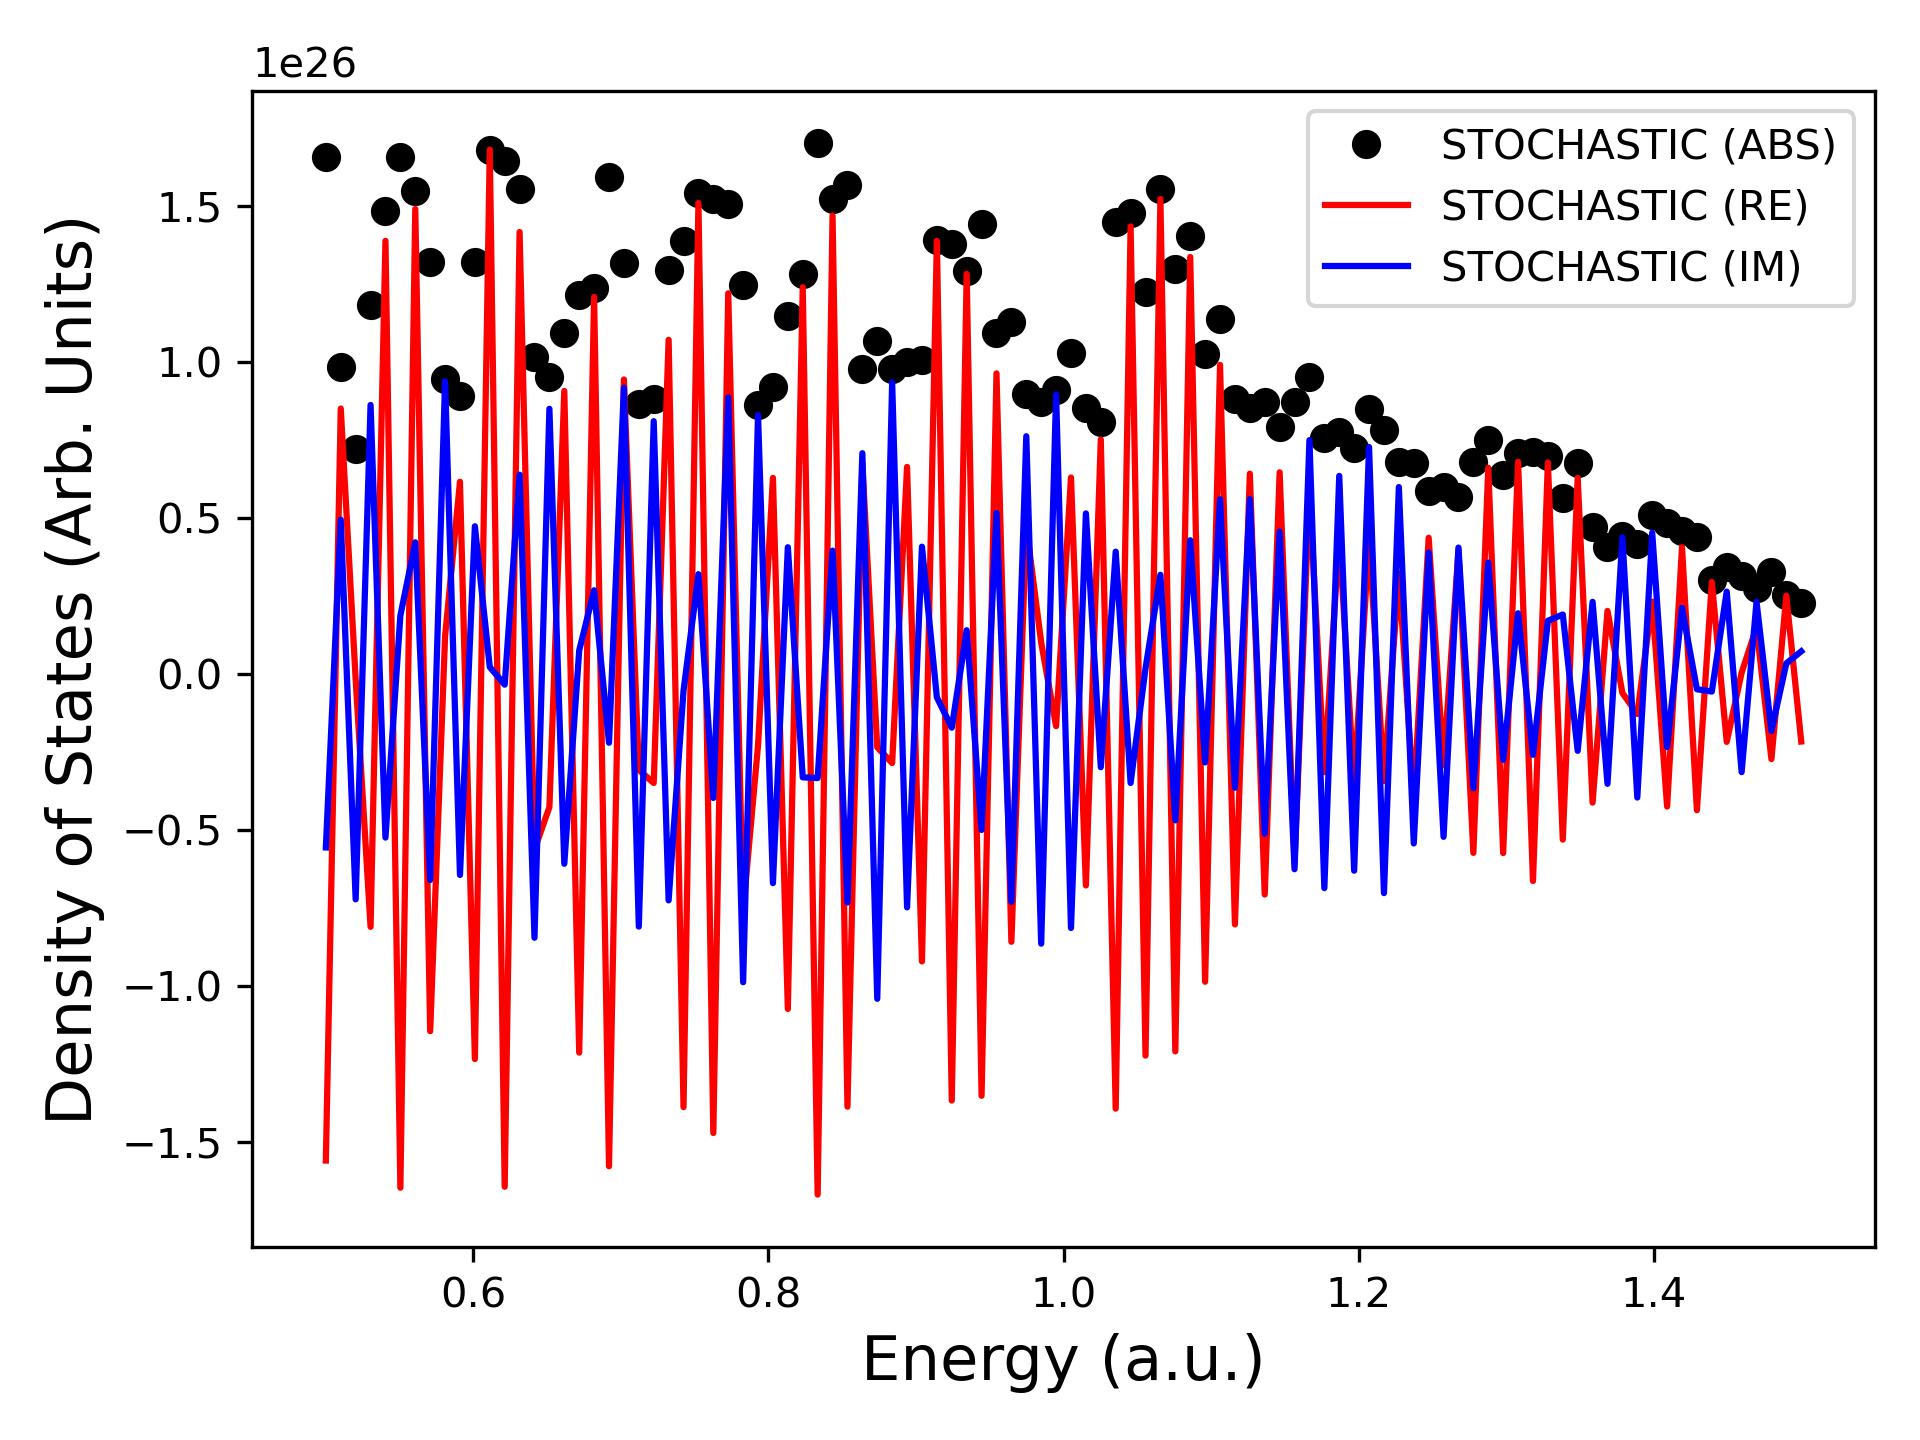 1e26
STOCHASTIC (ABS)
STOCHASTIC (RE)
STOCHASTIC (IM)
Density of States (Arb. Units)
1.5
1.0
0.5
0.0
−0.5
−1.0
−1.5
0.6 0.8 1.0 1.2 1.4
Energy (a.u.)